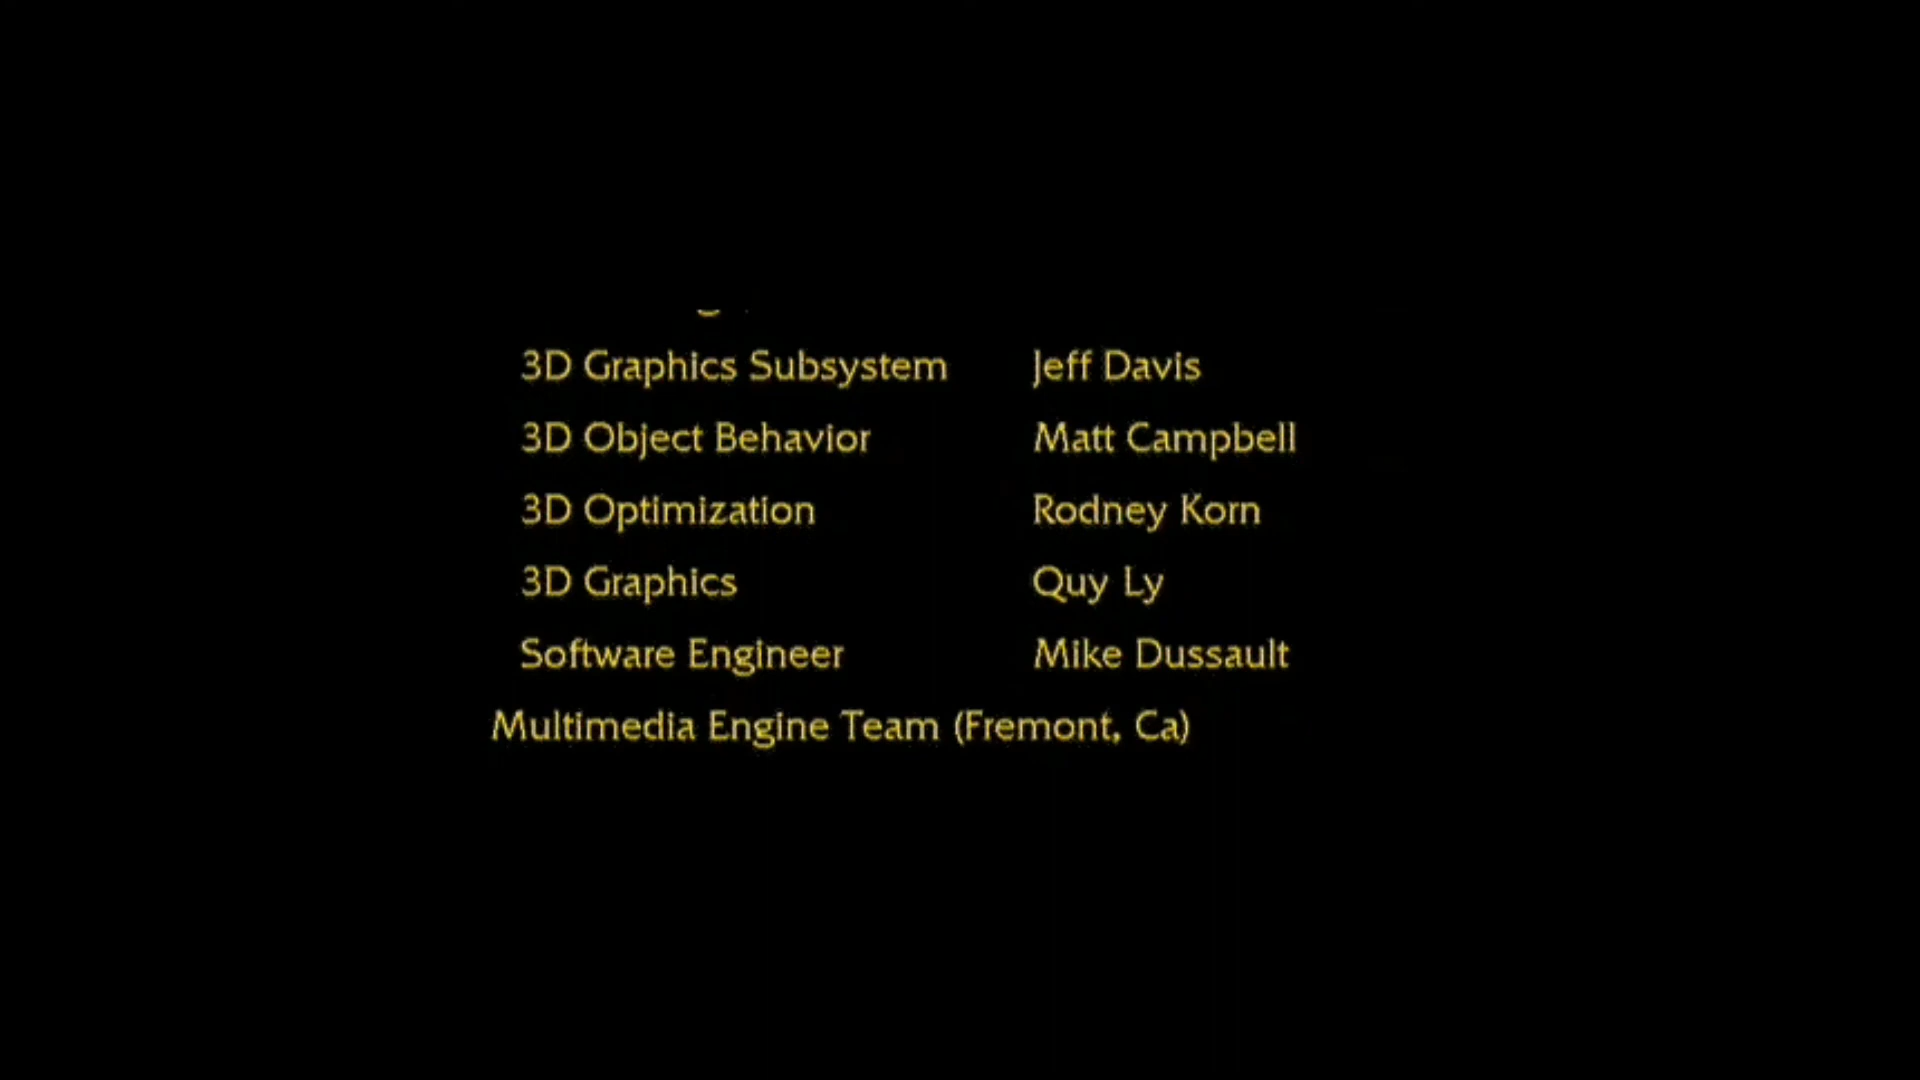 3D Graphics Subsystem Jeff Davis
3D Object Behavior Matt Campbell
3D Optimization Rodney Korn
3D Graphics Quy Ly
Software Engineer Mike Dussault
Multimedia Engine Team (Fremont, Ca)